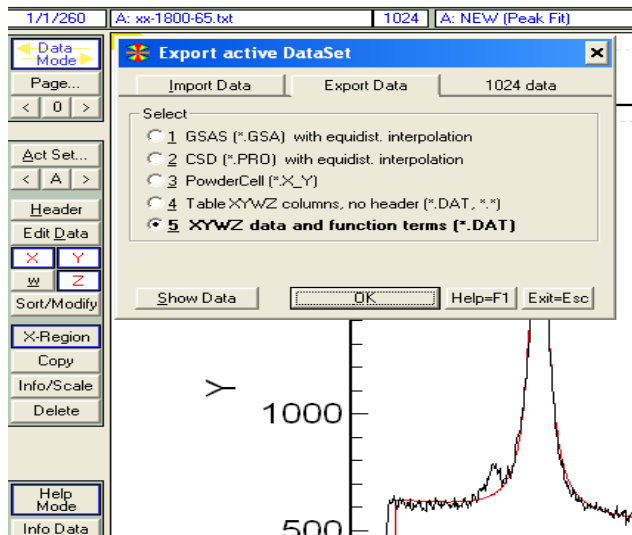 1/1/260 A: xx-1800-65.txt 1024 A: NEW (Peak Fit)
Data
Mode
Page...
< 0 >
Act Set...
< A >
Header
Edit Data
X Y
w Z
Sort/Modify
X-Region
Copy
Info/Scale
Delete
Help
Mode
Info Data
Export active DataSet
Import Data Export Data 1024 data
Select
1 GSAS (*.GSA) with equidist. interpolation
2 CSD (*.PRO) with equidist. interpolation
3 PowderCell (*.X_Y)
4 Table XYWZ columns, no header (*.DAT, *.*)
5 XYWZ data and function terms (*.DAT)
Show Data OK Help=F1 Exit=Esc
Y
1000
500